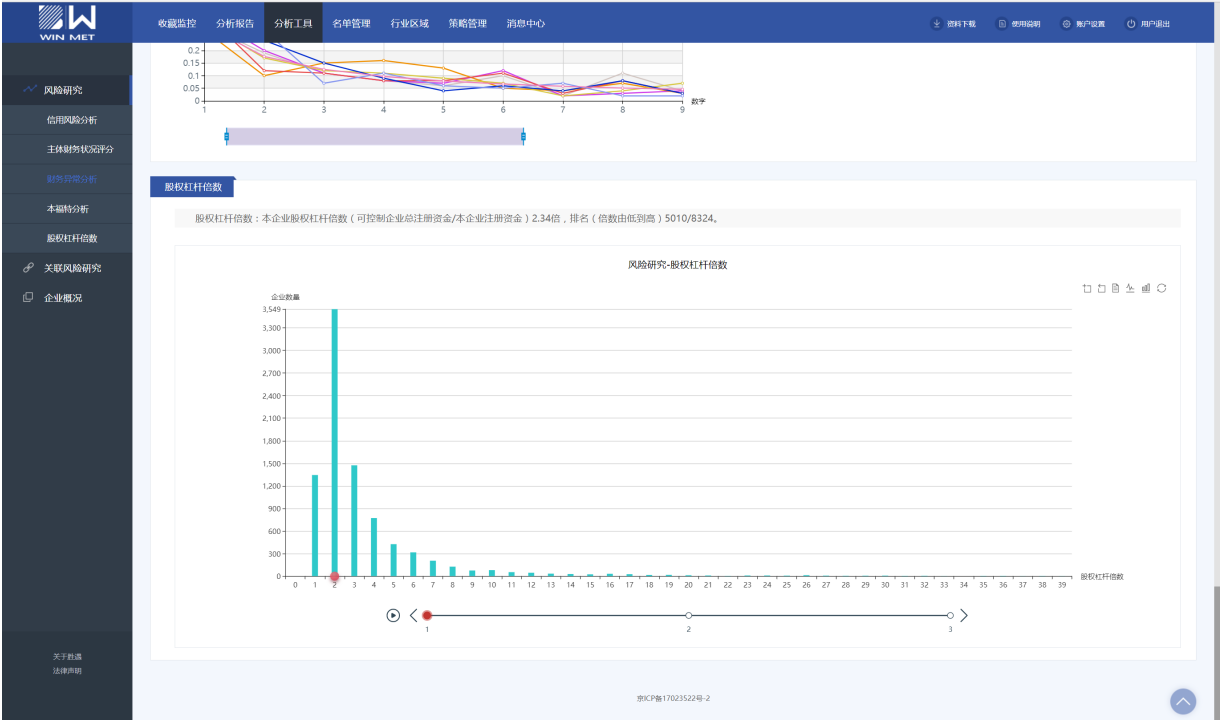 WIN MET
收藏监控 分析报告 分析工具 名单管理 行业区域 策略管理 消息中心
资料下载 使用说明 账户设置 用户退出
风险研究
信用风险分析
主体财务状况评分
财务异常分析
本福特分析
股权杠杆倍数
关联风险研究
企业概况
关于胜遇
法律声明
0.2
0.15
0.1
0.05
0
1 2 3 4 5 6 7 8 9
数字
股权杠杆倍数
股权杠杆倍数：本企业股权杠杆倍数（可控制企业总注册资金/本企业注册资金）2.34倍，排名（倍数由低到高）5010/8324。
风险研究-股权杠杆倍数
企业数量
3,549
3,300
3,000
2,700
2,400
2,100
1,800
1,500
1,200
900
600
300
0
0 1 2 3 4 5 6 7 8 9 10 11 12 13 14 15 16 17 18 19 20 21 22 23 24 25 26 27 28 29 30 31 32 33 34 35 36 37 38 39
股权杠杆倍数
1 2 3
京ICP备17023522号-2